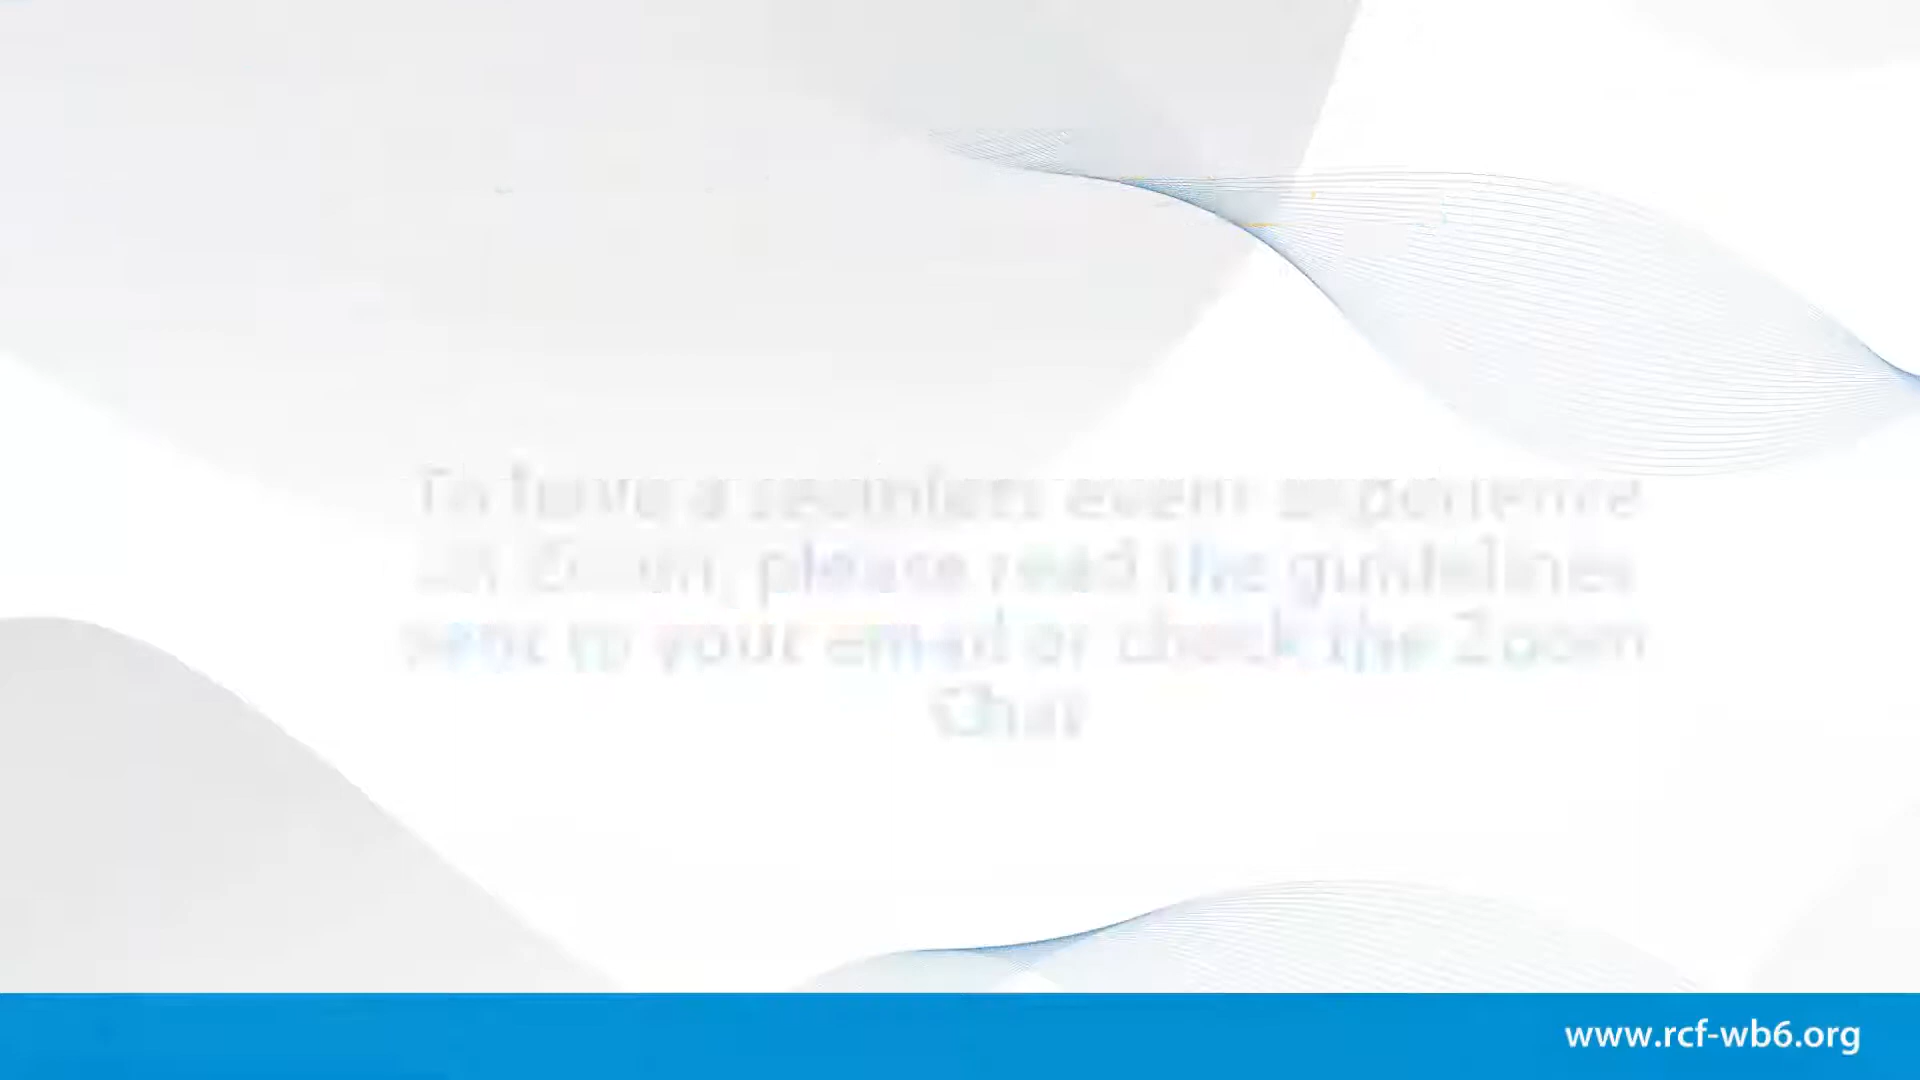 To have a seamless event experience
on Zoom, please read the guidelines
sent to your email or check the Zoom
Chat
www.rcf-wb6.org